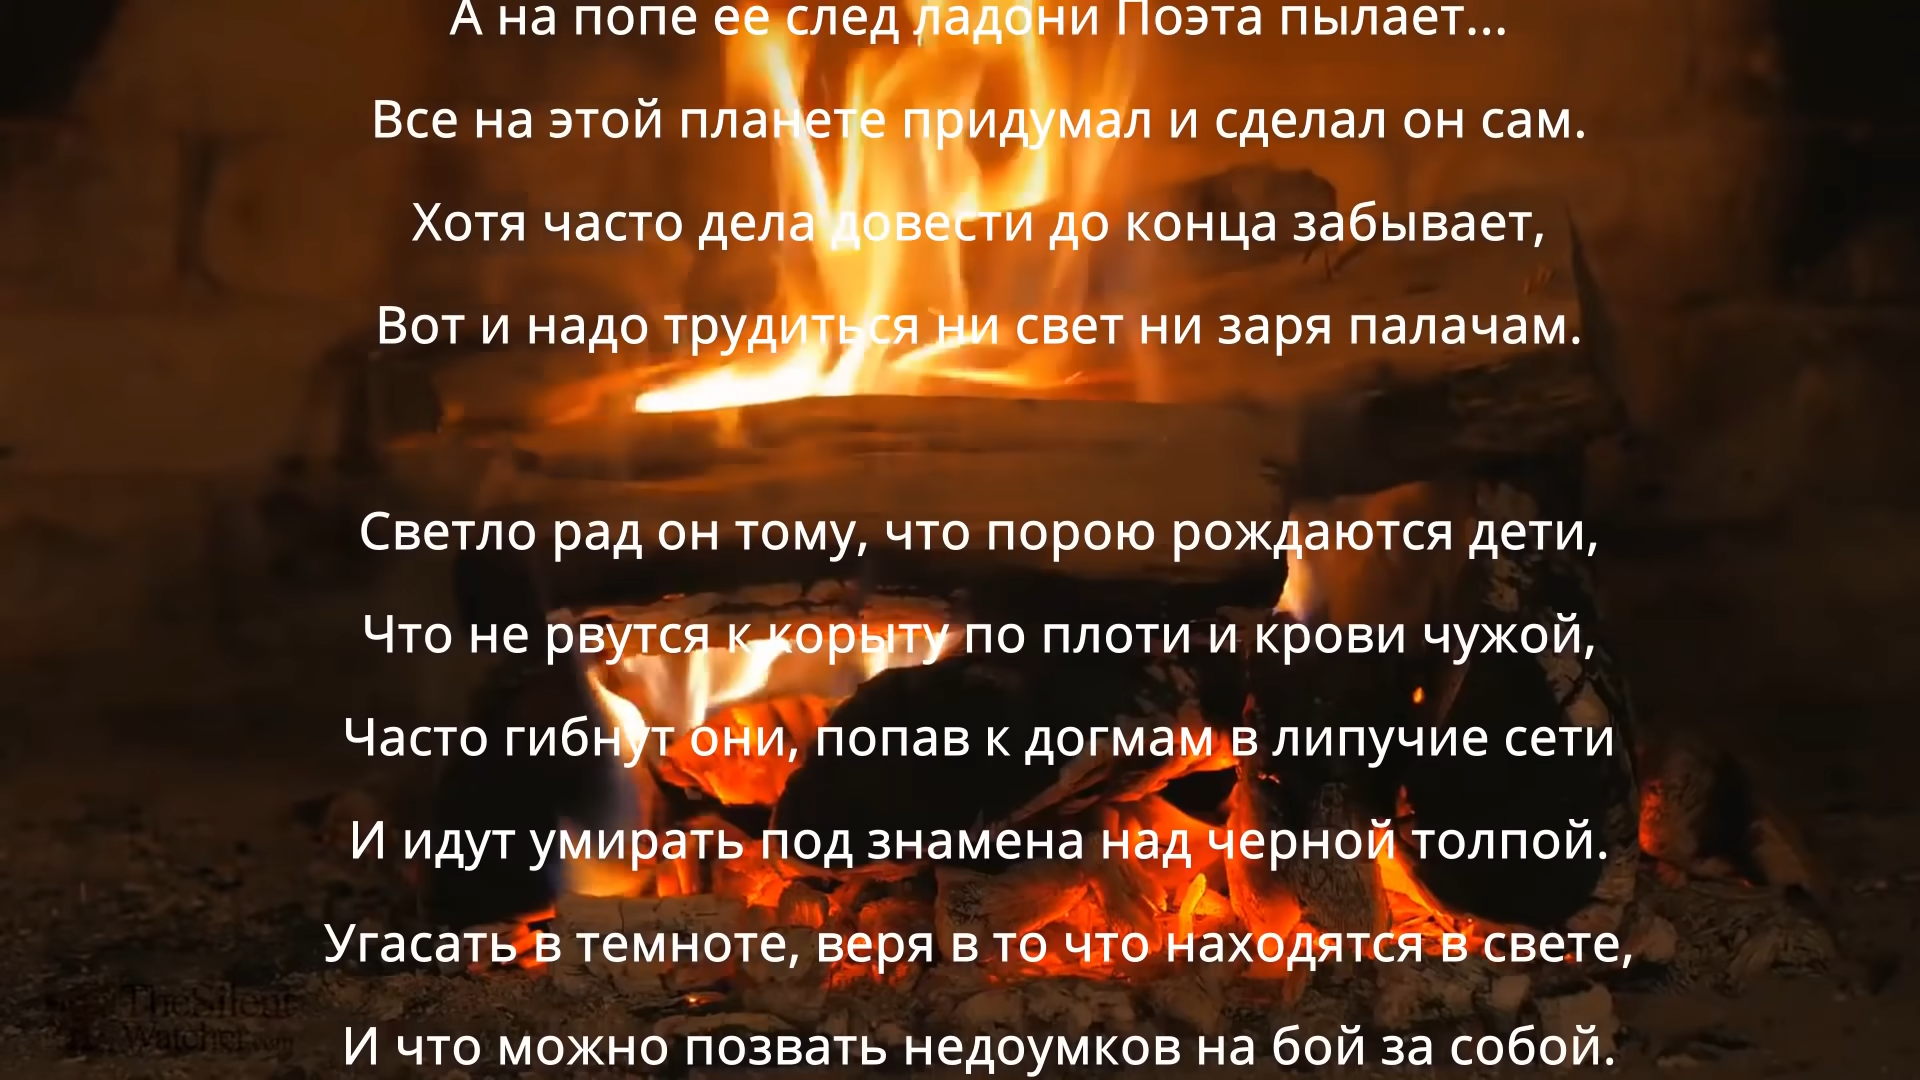 А на попе ее след ладони Поэта пылает...
Все на этой планете придумал и сделал он сам.
Хотя часто дела довести до конца забывает,
Вот и надо трудиться ни свет ни заря палачам.
Светло рад он тому, что порою рождаются дети,
Что не рвутся к корыту по плоти и крови чужой,
Часто гибнут они, попав к догмам в липучие сети
И идут умирать под знамена над черной толпой.
Угасать в темноте, веря в то что находятся в свете,
И что можно позвать недоумков на бой за собой.
TheSilent
Watcher.com